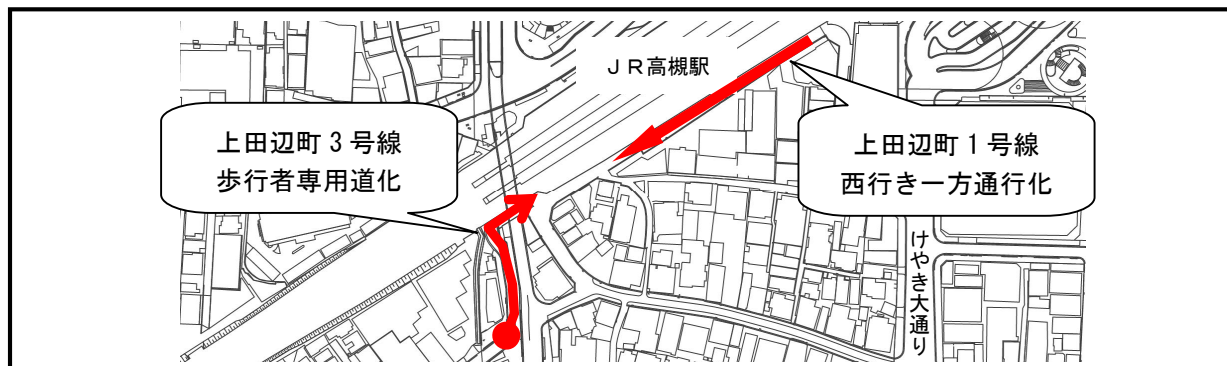 ＪＲ高槻駅
上田辺町３号線
歩行者専用道化
上田辺町１号線
西行き一方通行化
けやき大通り